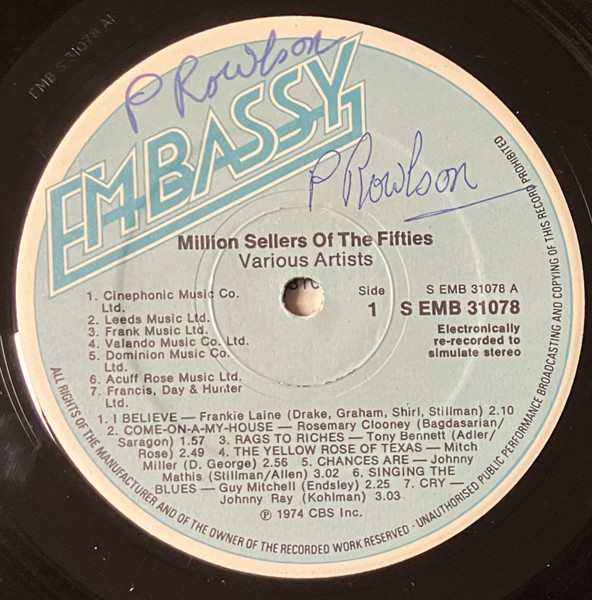 EMB S 31078 A1
P Rowlson
EMBASSY
P Rowlson
Million Sellers Of The Fifties
Various Artists
1. Cinephonic Music Co.
Ltd.
2. Leeds Music Ltd.
3. Frank Music Ltd.
4. Valando Music Co. Ltd.
5. Dominion Music Co.
Ltd.
6. Acuff Rose Music Ltd.
7. Francis, Day & Hunter
Ltd.
Side
1
S EMB 31078 A
S EMB 31078
Electronically
re-recorded to
simulate stereo
1. I BELIEVE — Frankie Laine (Drake, Graham, Shirl, Stillman) 2.10
2. COME-ON-A-MY-HOUSE — Rosemary Clooney (Bagdasarian/
Saragon) 1.57 3. RAGS TO RICHES — Tony Bennett (Adler/
Rose) 2.49 4. THE YELLOW ROSE OF TEXAS — Mitch
Miller (D. George) 2.56 5. CHANCES ARE — Johnny
Mathis (Stillman/Allen) 3.02 6. SINGING THE
BLUES — Guy Mitchell (Endsley) 2.25 7. CRY —
Johnny Ray (Kohlman) 3.03
℗ 1974 CBS Inc.
ALL RIGHTS OF THE MANUFACTURER AND OF THE OWNER OF THE RECORDED WORK RESERVED · UNAUTHORISED PUBLIC PERFORMANCE BROADCASTING AND COPYING OF THIS RECORD PROHIBITED